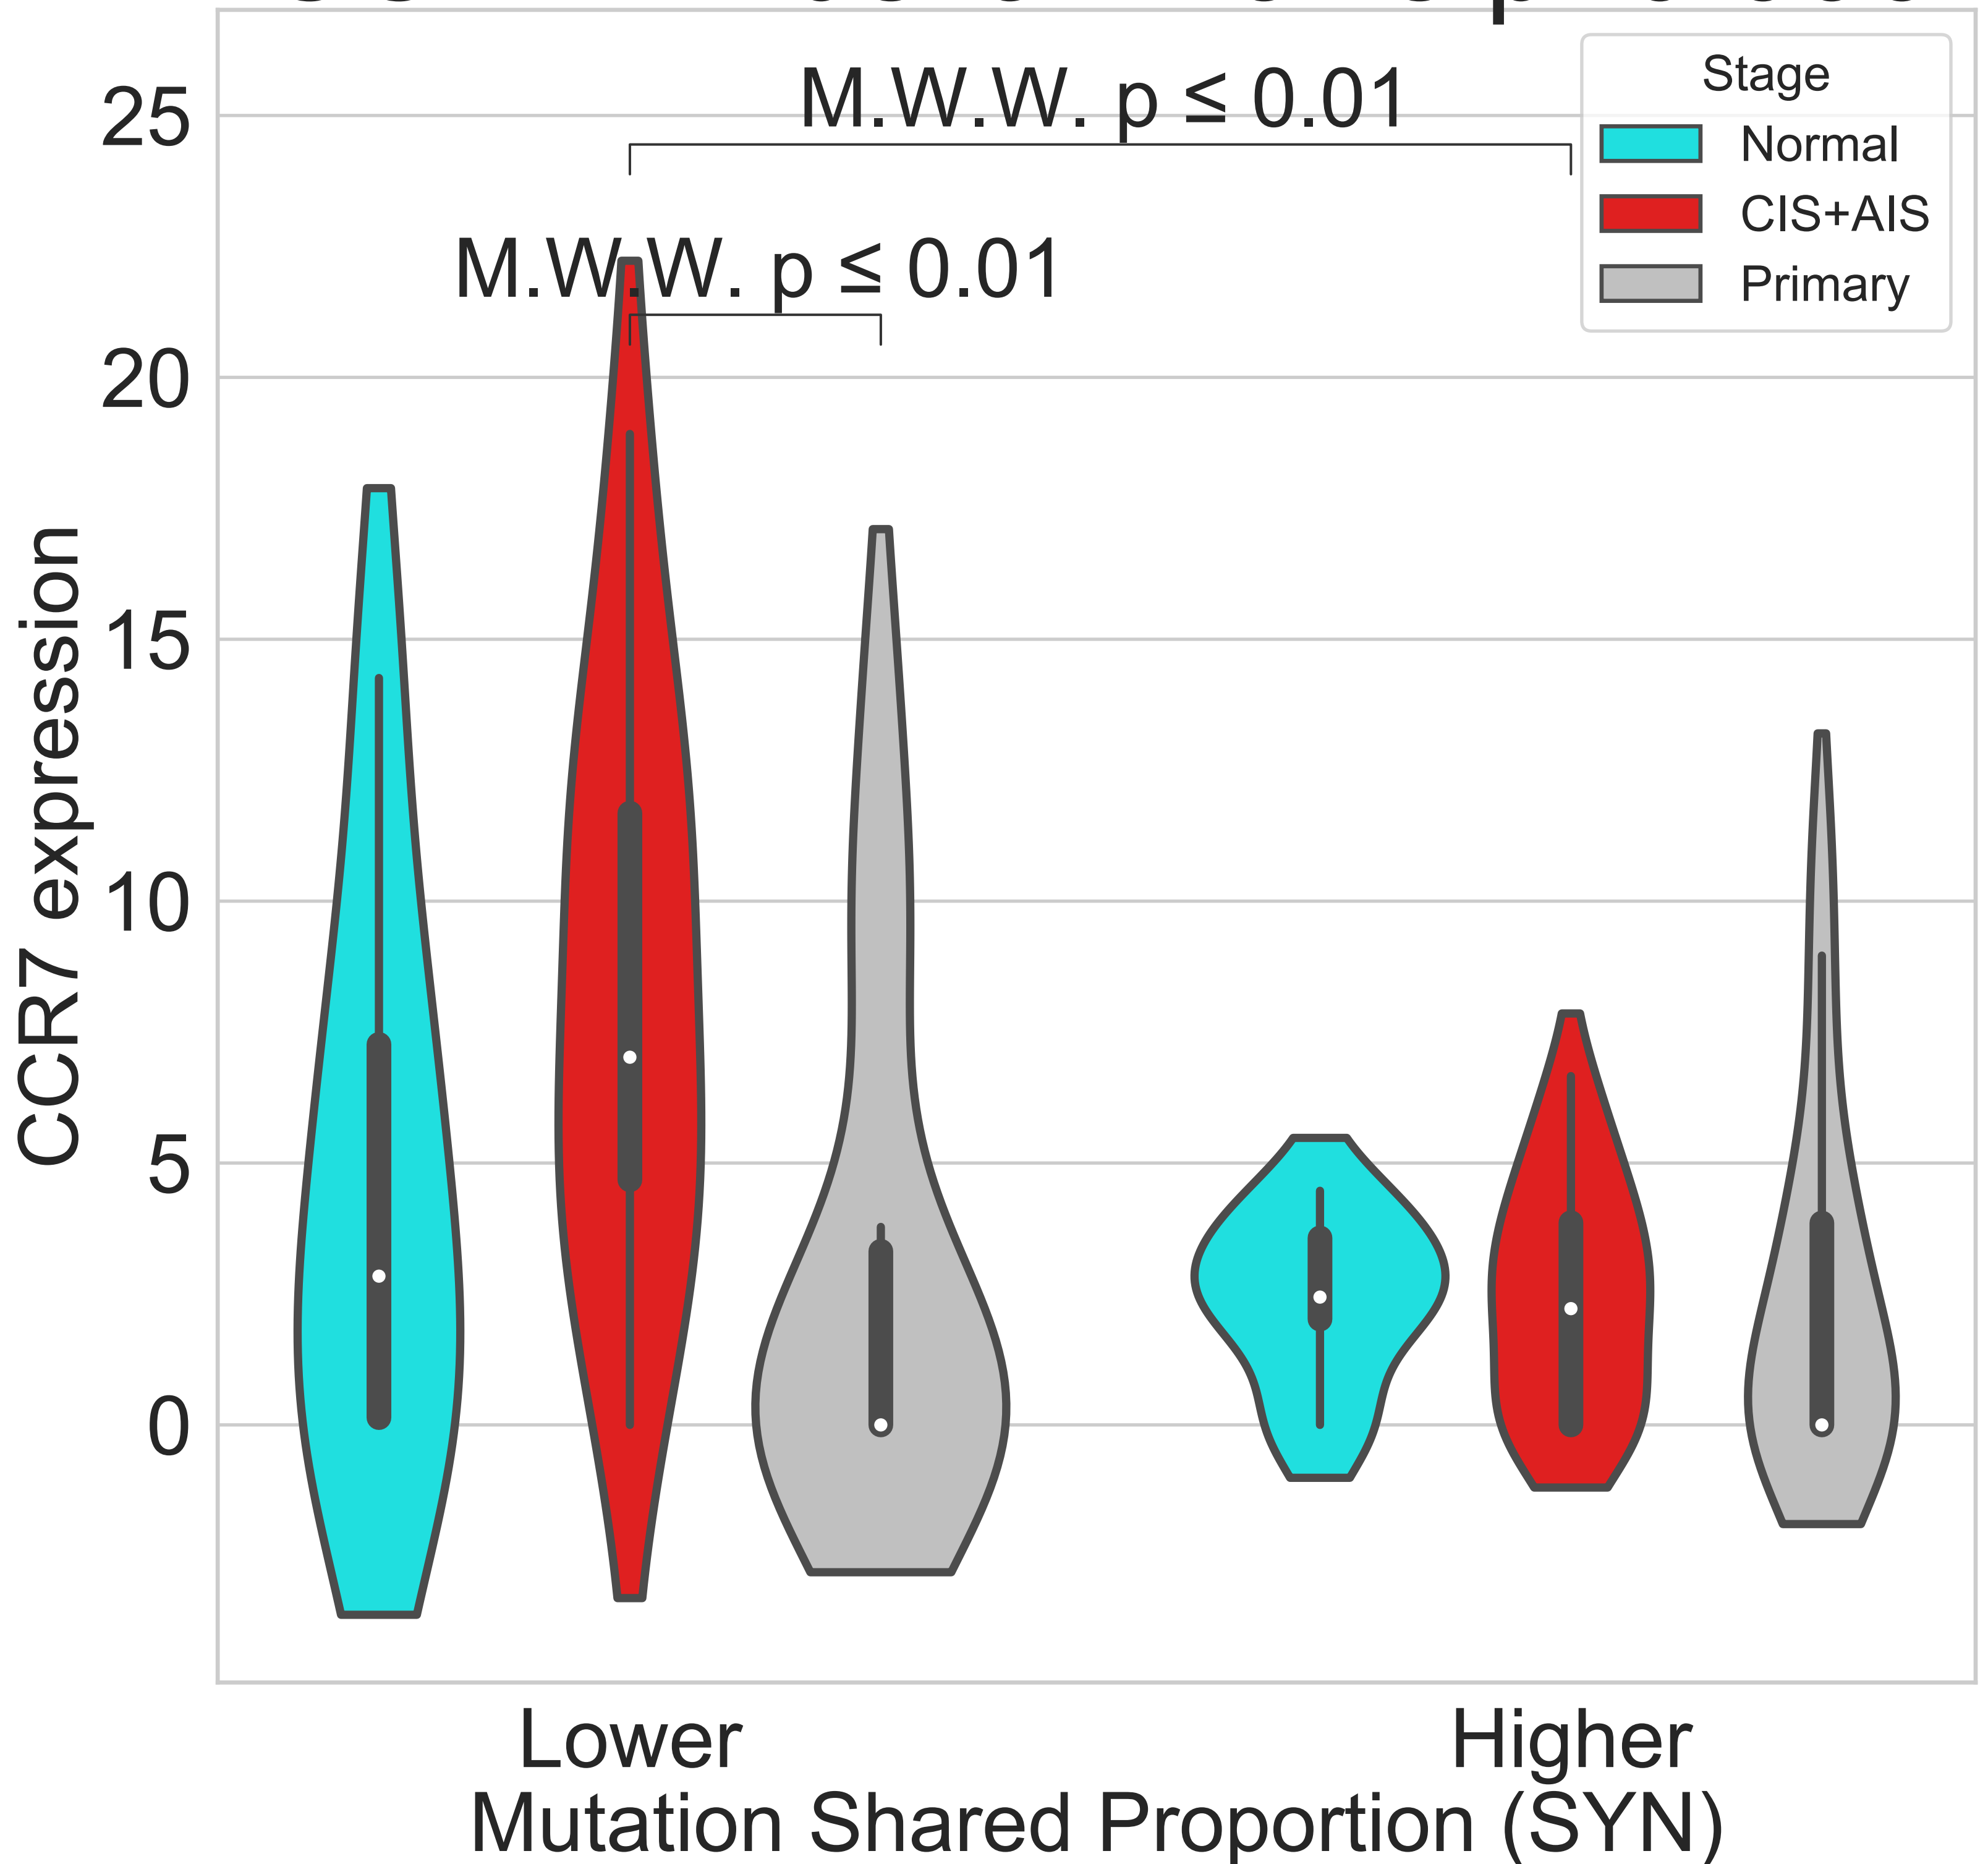 M.W.W. p ≤ 0.01
M.W.W. p ≤ 0.01
Stage
Normal
CIS+AIS
Primary
25
20
15
10
5
0
CCR7 expression
Lower
Higher
Mutation Shared Proportion (SYN)